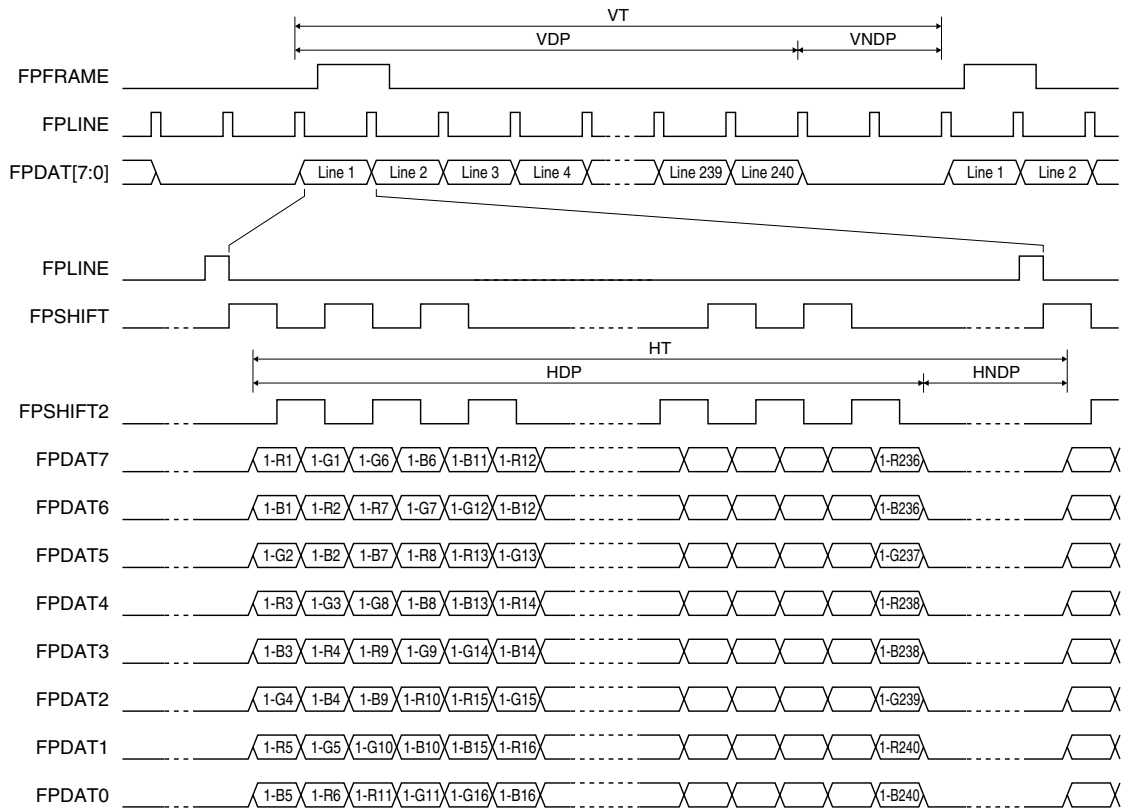 VT
VDP VNDP
FPFRAME
FPLINE
FPDAT[7:0] Line 1 Line 2 Line 3 Line 4 Line 239 Line 240 Line 1 Line 2
FPLINE
FPSHIFT
HT
HDP HNDP
FPSHIFT2
FPDAT7 1-R1 1-G1 1-G6 1-B6 1-B11 1-R12 1-R236
FPDAT6 1-B1 1-R2 1-R7 1-G7 1-G12 1-B12 1-B236
FPDAT5 1-G2 1-B2 1-B7 1-R8 1-R13 1-G13 1-G237
FPDAT4 1-R3 1-G3 1-G8 1-B8 1-B13 1-R14 1-R238
FPDAT3 1-B3 1-R4 1-R9 1-G9 1-G14 1-B14 1-B238
FPDAT2 1-G4 1-B4 1-B9 1-R10 1-R15 1-G15 1-G239
FPDAT1 1-R5 1-G5 1-G10 1-B10 1-B15 1-R16 1-R240
FPDAT0 1-B5 1-R6 1-R11 1-G11 1-G16 1-B16 1-B240